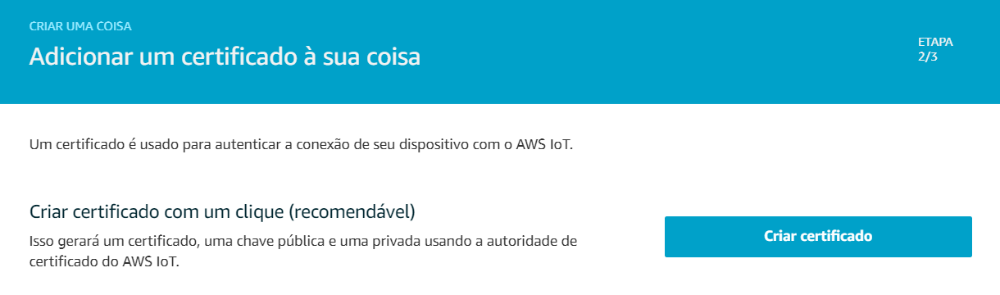 CRIAR UMA COISA
Adicionar um certificado à sua coisa
ETAPA
2/3
Um certificado é usado para autenticar a conexão de seu dispositivo com o AWS IoT.
Criar certificado com um clique (recomendável)
Isso gerará um certificado, uma chave pública e uma privada usando a autoridade de
certificado do AWS IoT.
Criar certificado